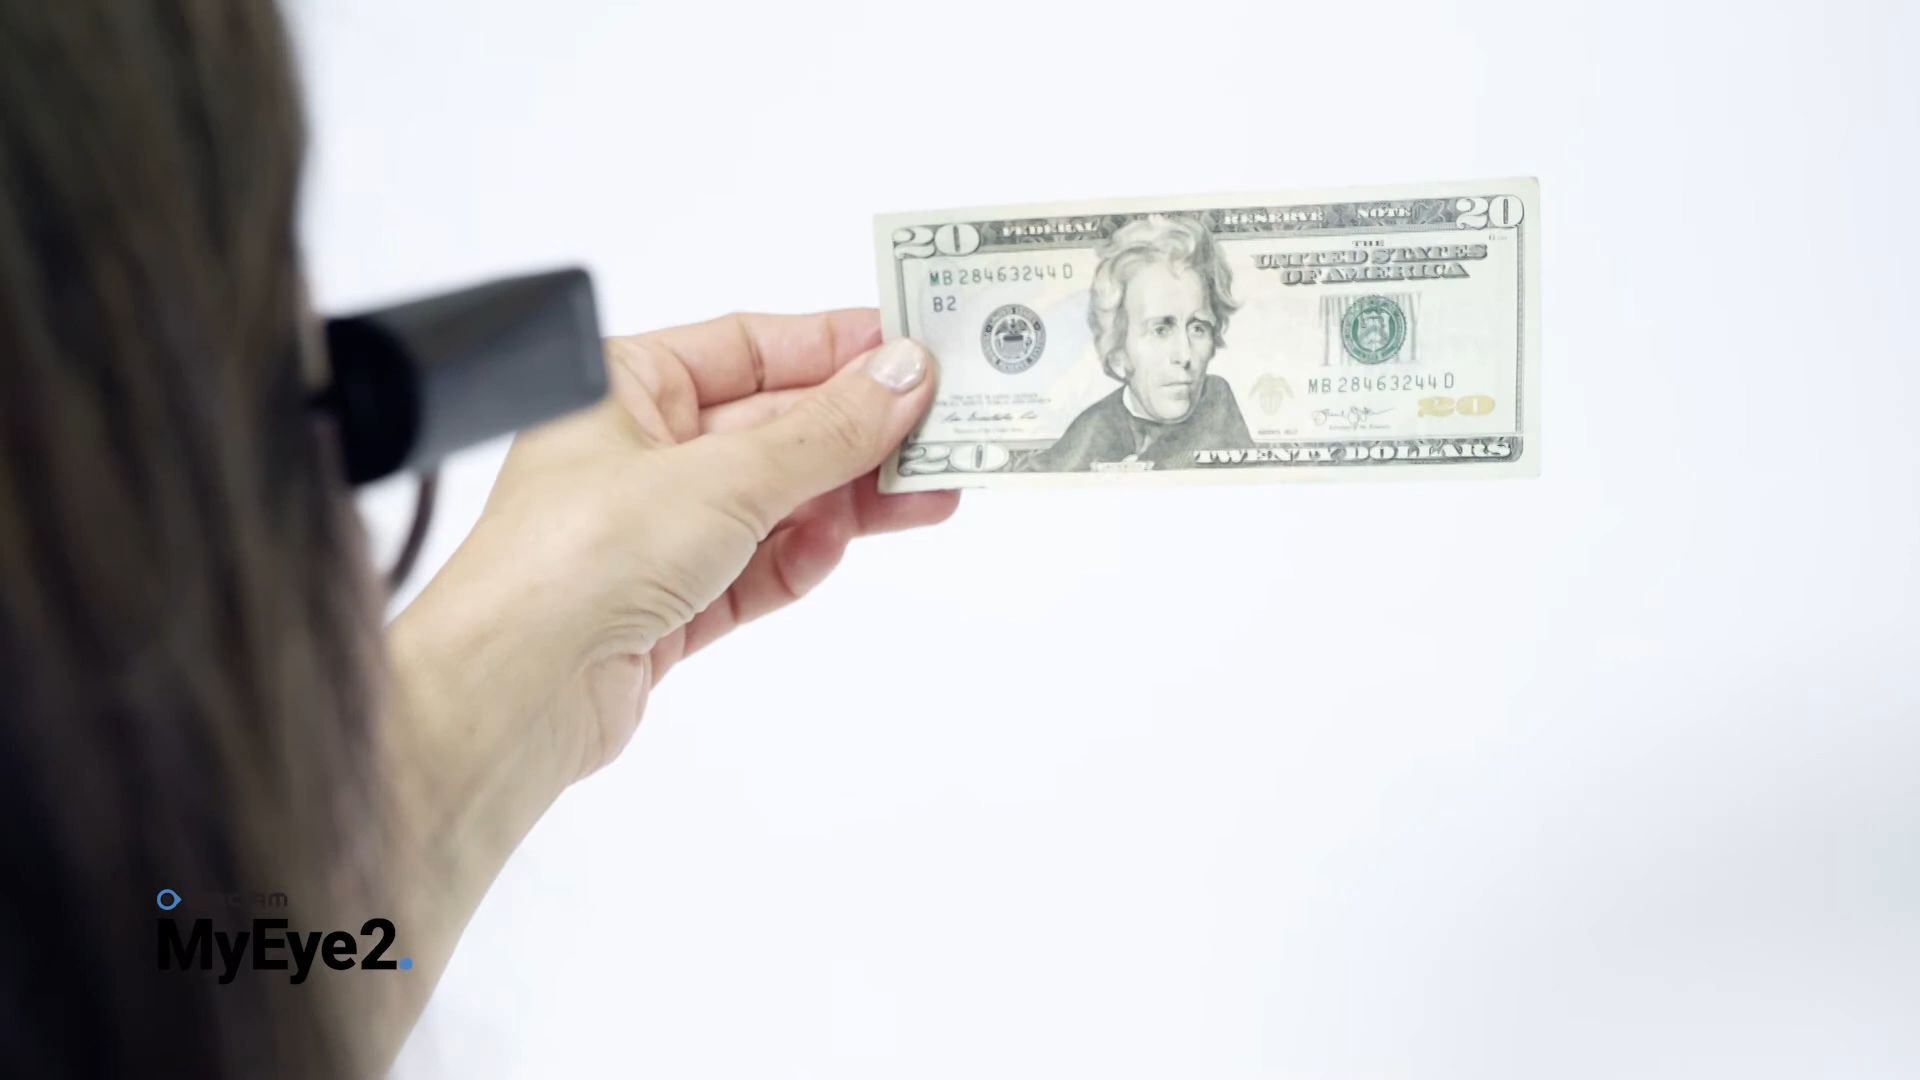 20 FEDERAL RESERVE NOTE 20
THE
UNITED STATES
OF AMERICA
MB 28463244 D
B2
MB 28463244 D
20
20 TWENTY DOLLARS
MyEye2.